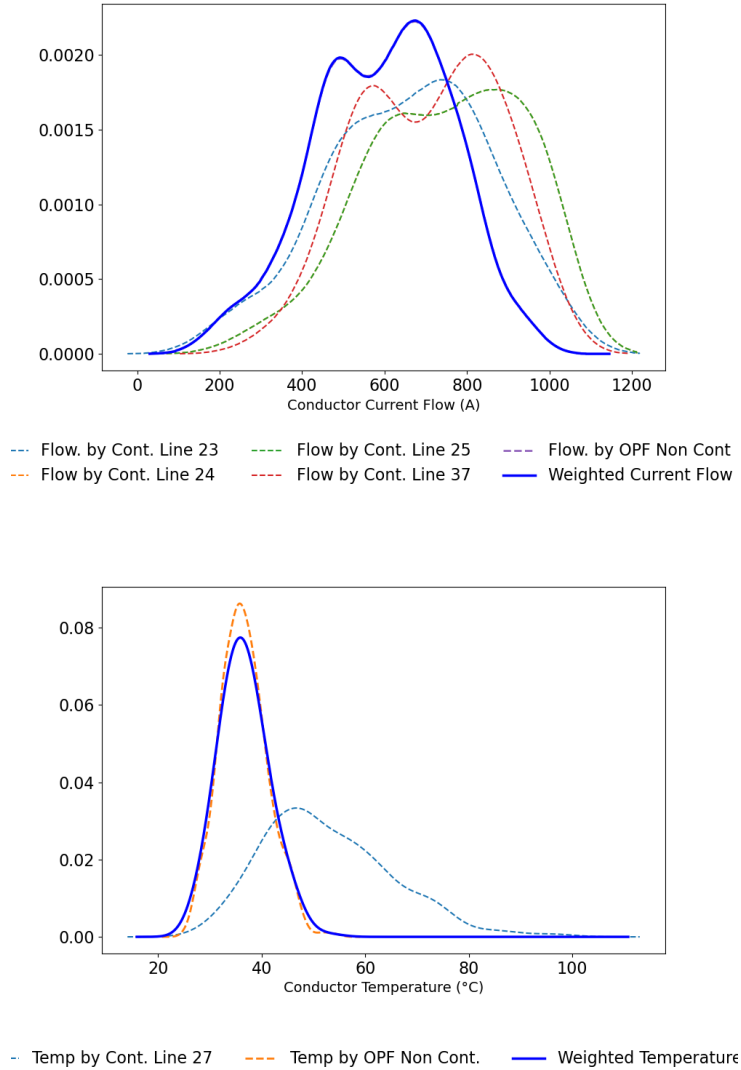 0.0020
0.0015
0.0010
0.0005
0.0000
0 200 400 600 800 1000 1200
Conductor Current Flow (A)
Flow. by Cont. Line 23 Flow by Cont. Line 25 Flow. by OPF Non Cont
Flow by Cont. Line 24 Flow by Cont. Line 37 Weighted Current Flow
0.08
0.06
0.04
0.02
0.00
20 40 60 80 100
Conductor Temperature (°C)
Temp by Cont. Line 27 Temp by OPF Non Cont. Weighted Temperature